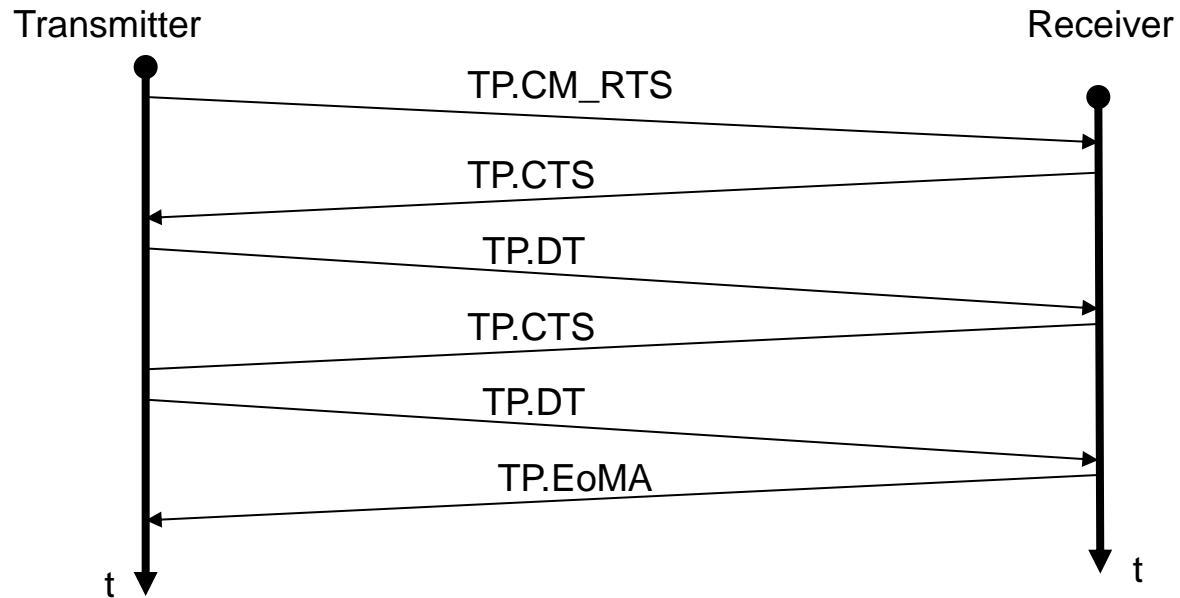 Transmitter
Receiver
TP.CM_RTS
TP.CTS
TP.DT
TP.CTS
TP.DT
TP.EoMA
t
t